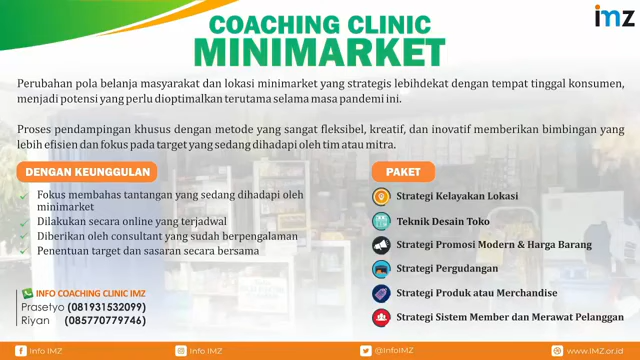 COACHING CLINIC
MINIMARKET
imz
Perubahan pola belanja masyarakat dan lokasi minimarket yang strategis lebihdekat dengan tempat tinggal konsumen,
menjadi potensi yang perlu dioptimalkan terutama selama masa pandemi ini.
Proses pendampingan khusus dengan metode yang sangat fleksibel, kreatif, dan inovatif memberikan bimbingan yang
lebih efisien dan fokus pada target yang sedang dihadapi oleh tim atau mitra.
DENGAN KEUNGGULAN
Fokus membahas tantangan yang sedang dihadapi oleh
minimarket
Dilakukan secara online yang terjadwal
Diberikan oleh consultant yang sudah berpengalaman
Penentuan target dan sasaran secara bersama
INFO COACHING CLINIC IMZ
Prasetyo (081931532099)
Riyan (085770779746)
PAKET
Strategi Kelayakan Lokasi
Teknik Desain Toko
Strategi Promosi Modern & Harga Barang
Strategi Pergudangan
Strategi Produk atau Merchandise
Strategi Sistem Member dan Merawat Pelanggan
Info IMZ
Info IMZ
@InfoIMZ
www.IMZ.or.id